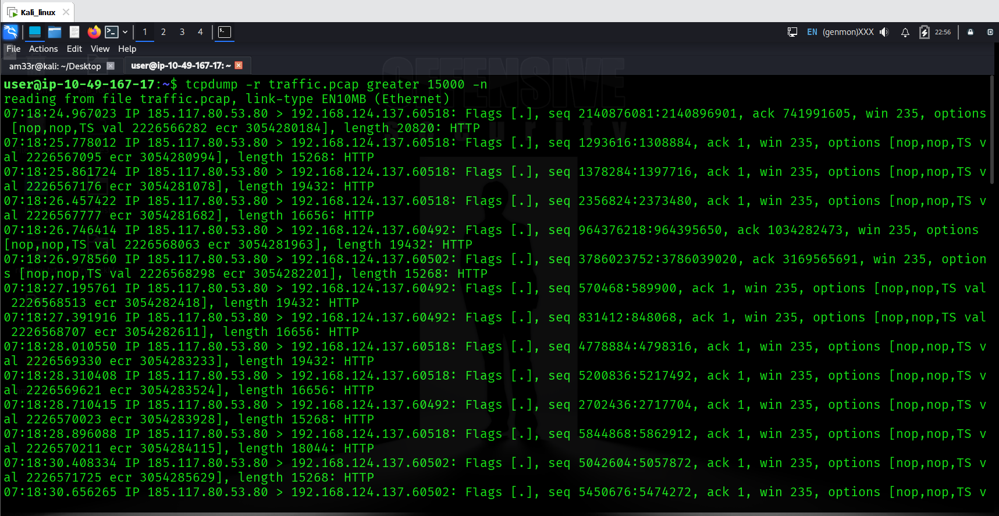 Kali_linux
1 2 3 4 EN (genmon)XXX 22:56
File Actions Edit View Help
am33r@kali: ~/Desktop user@ip-10-49-167-17: ~
OFFENSIVE
security
user@ip-10-49-167-17:~$ tcpdump -r traffic.pcap greater 15000 -n
reading from file traffic.pcap, link-type EN10MB (Ethernet)
07:18:24.967023 IP 185.117.80.53.80 > 192.168.124.137.60518: Flags [.], seq 2140876081:2140896901, ack 741991605, win 235, options
[nop,nop,TS val 2226566282 ecr 3054280184], length 20820: HTTP
07:18:25.778012 IP 185.117.80.53.80 > 192.168.124.137.60518: Flags [.], seq 1293616:1308884, ack 1, win 235, options [nop,nop,TS v
al 2226567095 ecr 3054280994], length 15268: HTTP
07:18:25.861724 IP 185.117.80.53.80 > 192.168.124.137.60518: Flags [.], seq 1378284:1397716, ack 1, win 235, options [nop,nop,TS v
al 2226567176 ecr 3054281078], length 19432: HTTP
07:18:26.457422 IP 185.117.80.53.80 > 192.168.124.137.60518: Flags [.], seq 2356824:2373480, ack 1, win 235, options [nop,nop,TS v
al 2226567777 ecr 3054281682], length 16656: HTTP
07:18:26.746414 IP 185.117.80.53.80 > 192.168.124.137.60492: Flags [.], seq 964376218:964395650, ack 1034282473, win 235, options
[nop,nop,TS val 2226568063 ecr 3054281963], length 19432: HTTP
07:18:26.978560 IP 185.117.80.53.80 > 192.168.124.137.60502: Flags [.], seq 3786023752:3786039020, ack 3169565691, win 235, option
s [nop,nop,TS val 2226568298 ecr 3054282201], length 15268: HTTP
07:18:27.195761 IP 185.117.80.53.80 > 192.168.124.137.60492: Flags [.], seq 570468:589900, ack 1, win 235, options [nop,nop,TS val
2226568513 ecr 3054282418], length 19432: HTTP
07:18:27.391916 IP 185.117.80.53.80 > 192.168.124.137.60492: Flags [.], seq 831412:848068, ack 1, win 235, options [nop,nop,TS val
2226568707 ecr 3054282611], length 16656: HTTP
07:18:28.010550 IP 185.117.80.53.80 > 192.168.124.137.60518: Flags [.], seq 4778884:4798316, ack 1, win 235, options [nop,nop,TS v
al 2226569330 ecr 3054283233], length 19432: HTTP
07:18:28.310408 IP 185.117.80.53.80 > 192.168.124.137.60518: Flags [.], seq 5200836:5217492, ack 1, win 235, options [nop,nop,TS v
al 2226569621 ecr 3054283524], length 16656: HTTP
07:18:28.710415 IP 185.117.80.53.80 > 192.168.124.137.60492: Flags [.], seq 2702436:2717704, ack 1, win 235, options [nop,nop,TS v
al 2226570023 ecr 3054283928], length 15268: HTTP
07:18:28.896088 IP 185.117.80.53.80 > 192.168.124.137.60518: Flags [.], seq 5844868:5862912, ack 1, win 235, options [nop,nop,TS v
al 2226570211 ecr 3054284115], length 18044: HTTP
07:18:30.408334 IP 185.117.80.53.80 > 192.168.124.137.60502: Flags [.], seq 5042604:5057872, ack 1, win 235, options [nop,nop,TS v
al 2226571725 ecr 3054285629], length 15268: HTTP
07:18:30.656265 IP 185.117.80.53.80 > 192.168.124.137.60502: Flags [.], seq 5450676:5474272, ack 1, win 235, options [nop,nop,TS v